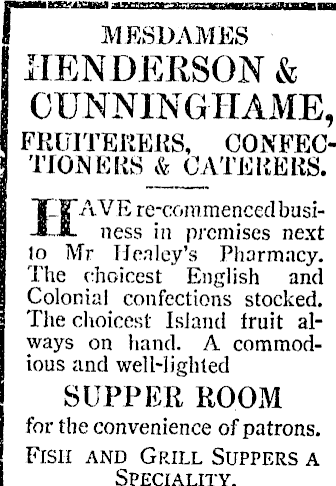 MESDAMES
HENDERSON &
CUNNINGHAME,
FRUITERERS, CONFEC-
TIONERS & CATERERS.
HAVE re-commenced busi-
ness in premises next
to Mr Healey's Pharmacy.
The choicest English and
Colonial confections stocked.
The choicest Island fruit al-
ways on hand. A commod-
ious and well-lighted
SUPPER ROOM
for the convenience of patrons.
FISH AND GRILL SUPPERS A
SPECIALITY.